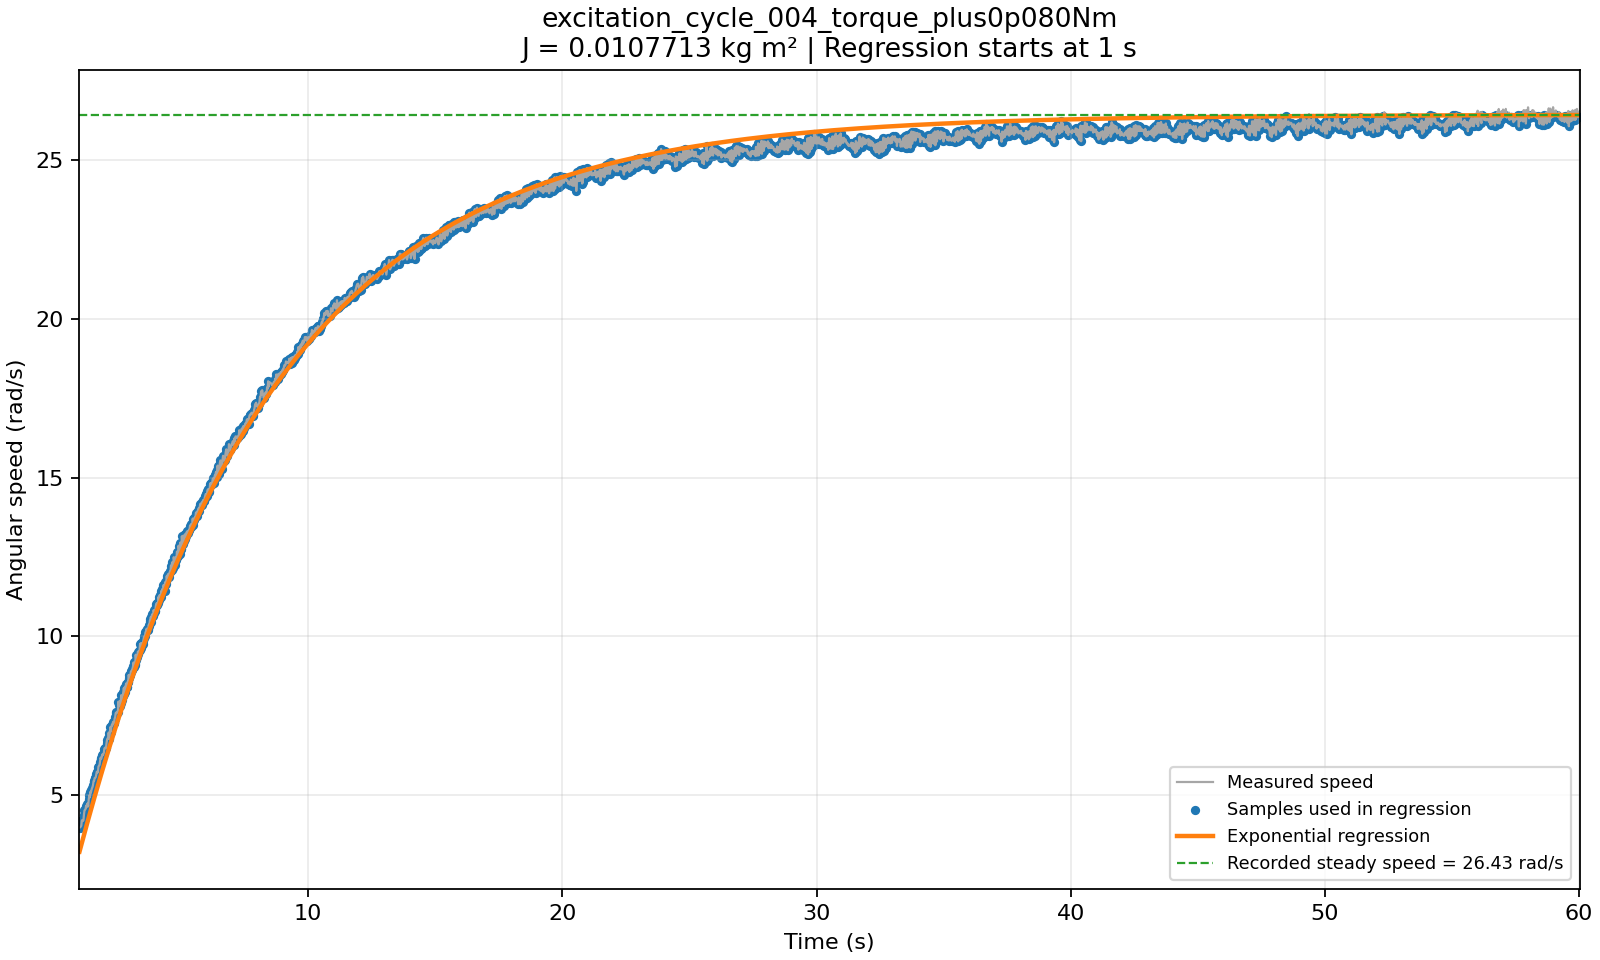 excitation_cycle_004_torque_plus0p080Nm
J = 0.0107713 kg m² | Regression starts at 1 s
Angular speed (rad/s)
25
20
15
10
5
10
20
30
40
50
60
Time (s)
Measured speed
Samples used in regression
Exponential regression
Recorded steady speed = 26.43 rad/s